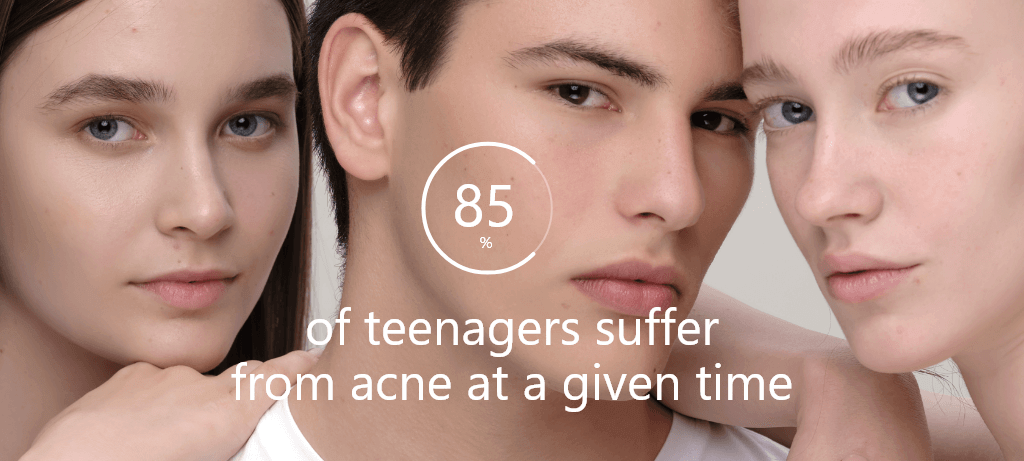 85
%
of teenagers suffer
from acne at a given time